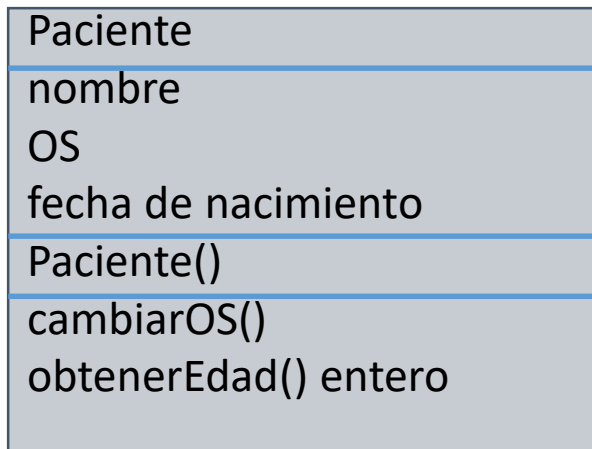 Paciente
nombre
OS
fecha de nacimiento
Paciente()
cambiarOS()
obtenerEdad() entero